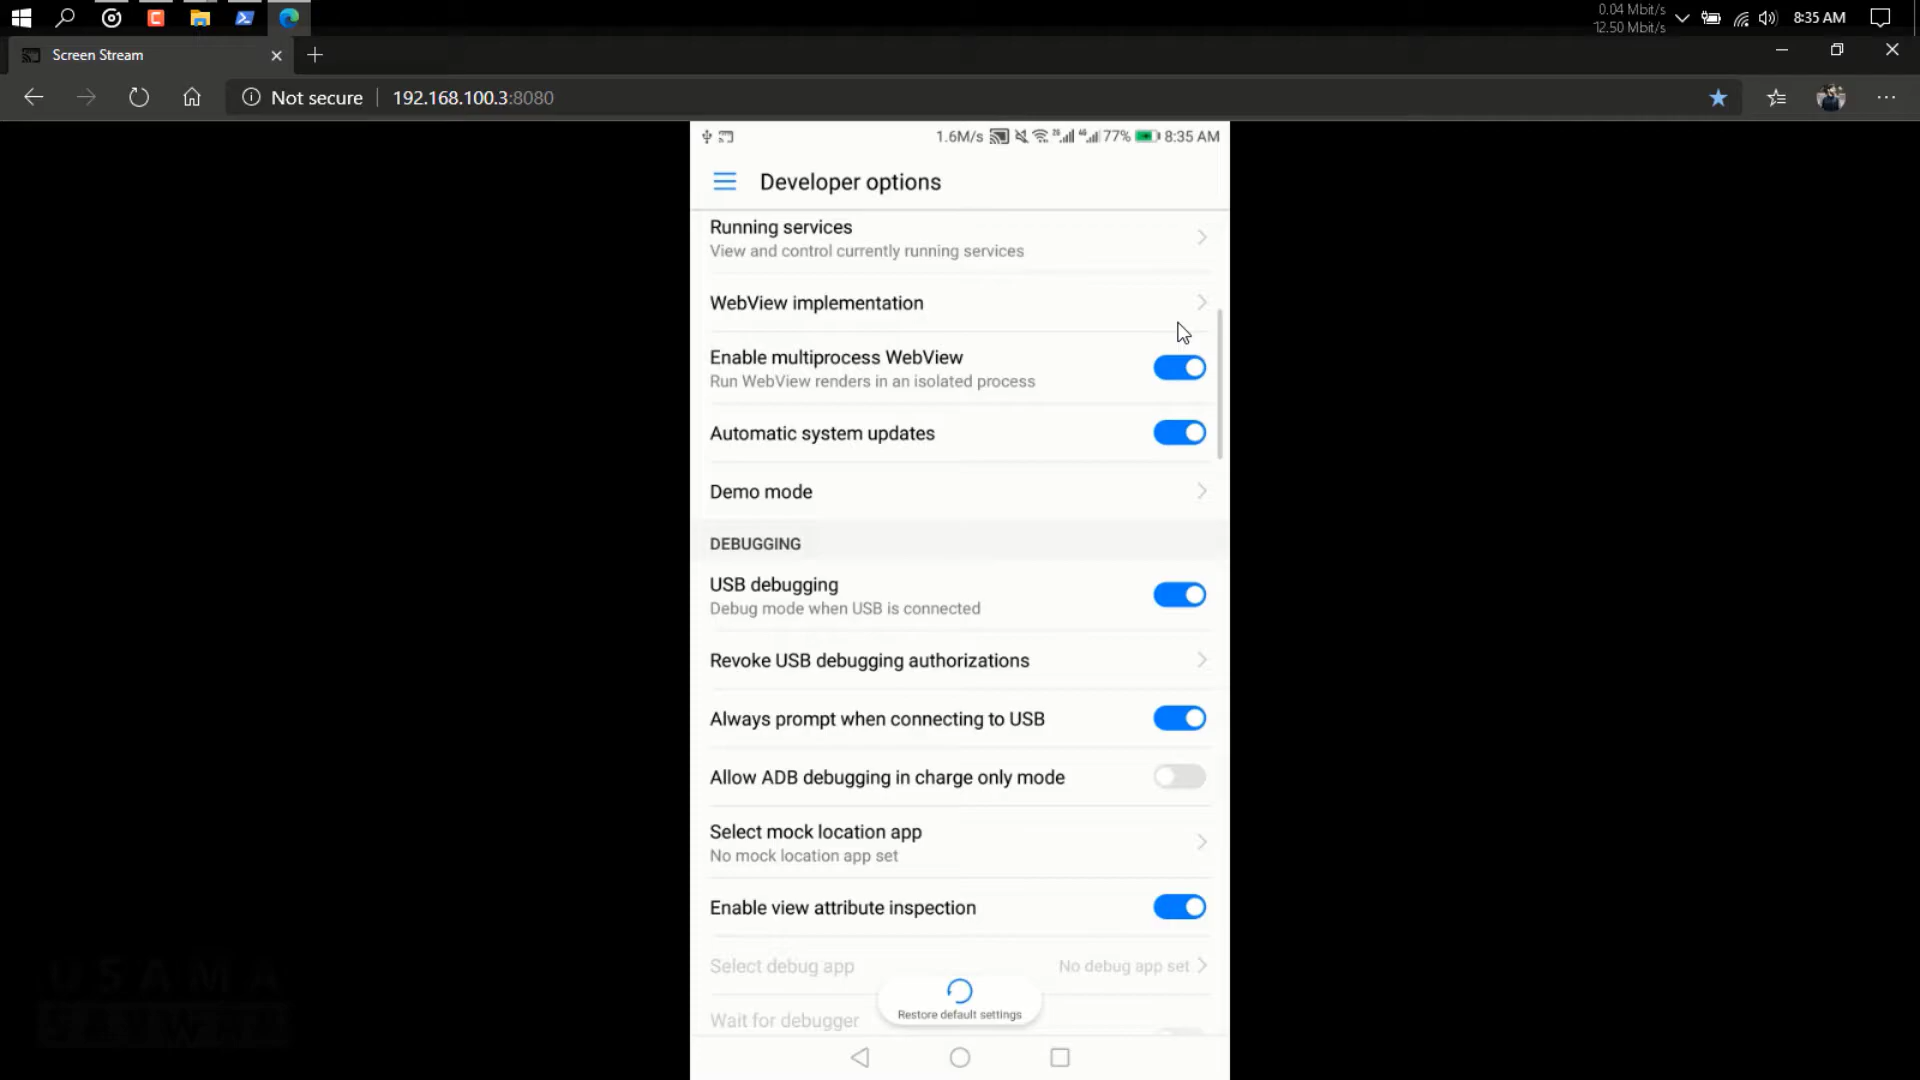 0.04 Mbit/s
12.50 Mbit/s
8:35 AM
Screen Stream
Not secure
192.168.100.3:8080
1.6M/s
2G
4G
77%
8:35 AM
Developer options
Running services
View and control currently running services
WebView implementation
Enable multiprocess WebView
Run WebView renders in an isolated process
Automatic system updates
Demo mode
DEBUGGING
USB debugging
Debug mode when USB is connected
Revoke USB debugging authorizations
Always prompt when connecting to USB
Allow ADB debugging in charge only mode
Select mock location app
No mock location app set
Enable view attribute inspection
Select debug app
No debug app set
Wait for debugger
Restore default settings
USAMA